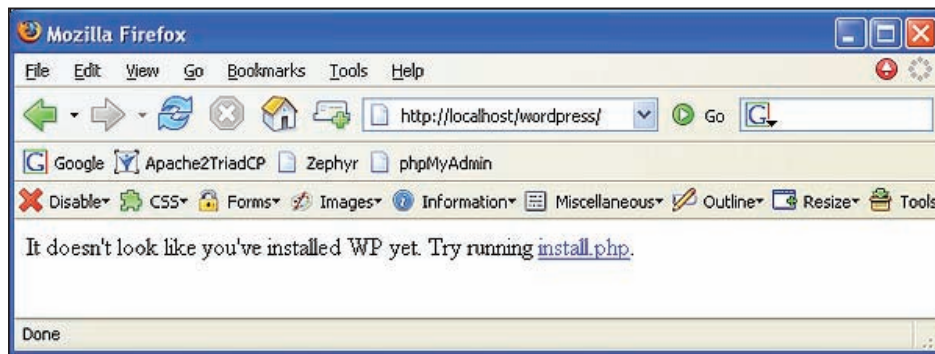 Mozilla Firefox
File Edit View Go Bookmarks Tools Help
http://localhost/wordpress/ Go G
G Google Apache2TriadCP Zephyr phpMyAdmin
Disable CSS Forms Images Information Miscellaneous Outline Resize Tools
It doesn't look like you've installed WP yet. Try running install.php.
Done